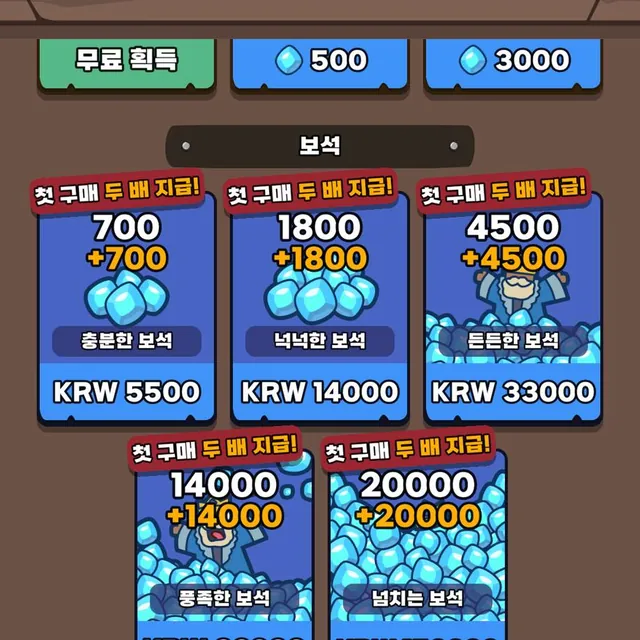 무료 획득
500
3000
보석
첫 구매 두 배 지급!
700
+700
충분한 보석
KRW 5500
첫 구매 두 배 지급!
1800
+1800
넉넉한 보석
KRW 14000
첫 구매 두 배 지급!
4500
+4500
든든한 보석
KRW 33000
첫 구매 두 배 지급!
14000
+14000
풍족한 보석
첫 구매 두 배 지급!
20000
+20000
넘치는 보석